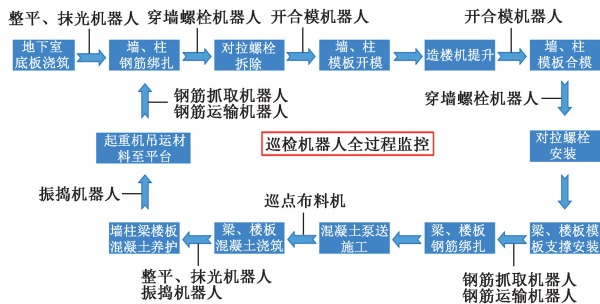 整平、抹光机器人
穿墙螺栓机器人
开合模机器人
开合模机器人
地下室
底板浇筑
墙、柱
钢筋绑扎
对拉螺栓
拆除
墙、柱
模板开模
造楼机提升
墙、柱
模板合模
钢筋抓取机器人
钢筋运输机器人
穿墙螺栓机器人
起重机吊运材
料至平台
巡检机器人全过程监控
对拉螺栓
安装
振捣机器人
巡点布料机
墙柱梁楼板
混凝土养护
梁、楼板
混凝土浇筑
混凝土泵送
施工
梁、楼板
钢筋绑扎
梁、楼板模
板支撑安装
整平、抹光机器人
振捣机器人
钢筋抓取机器人
钢筋运输机器人